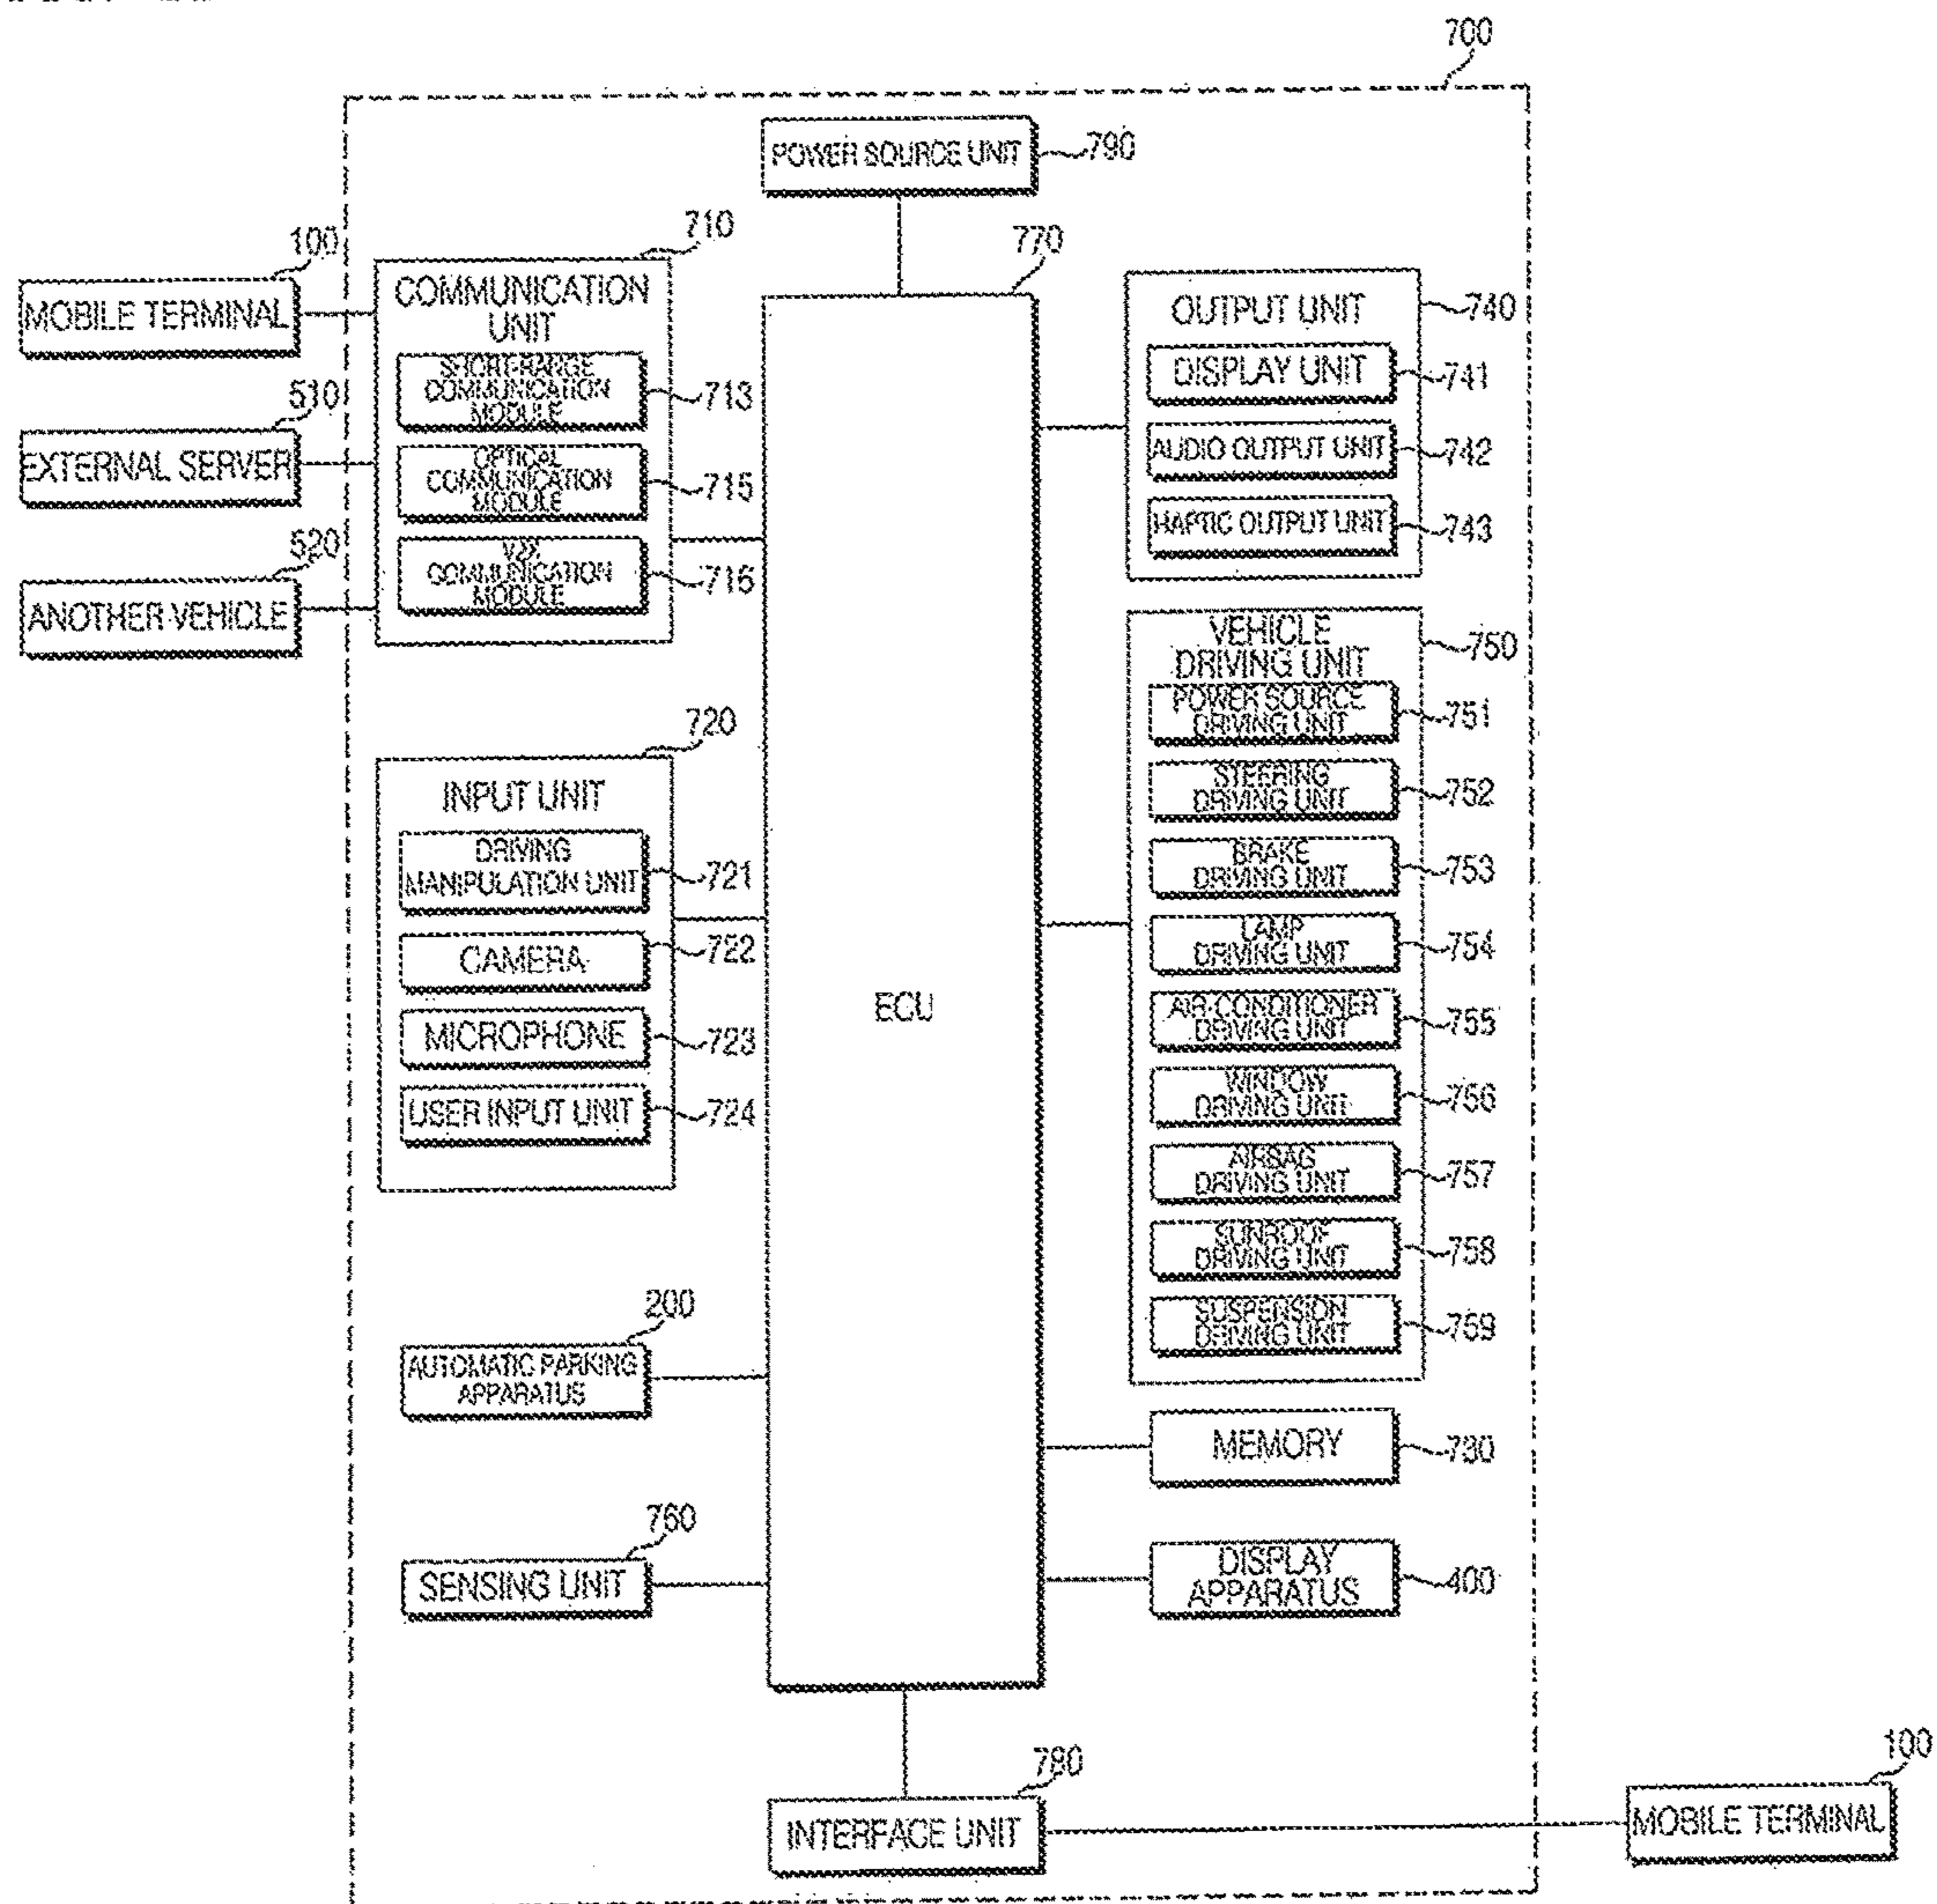 700
POWER SOURCE UNIT
790
100
MOBILE TERMINAL
510
EXTERNAL SERVER
520
ANOTHER VEHICLE
710
COMMUNICATION
UNIT
SHORT-RANGE
COMMUNICATION
MODULE
713
OPTICAL
COMMUNICATION
MODULE
715
V2X
COMMUNICATION
MODULE
716
720
INPUT UNIT
DRIVING
MANIPULATION UNIT
721
CAMERA
722
MICROPHONE
723
USER INPUT UNIT
724
200
AUTOMATIC PARKING
APPARATUS
760
SENSING UNIT
770
ECU
OUTPUT UNIT
740
DISPLAY UNIT
741
AUDIO OUTPUT UNIT
742
HAPTIC OUTPUT UNIT
743
VEHICLE
DRIVING UNIT
750
POWER SOURCE
DRIVING UNIT
751
STEERING
DRIVING UNIT
752
BRAKE
DRIVING UNIT
753
LAMP
DRIVING UNIT
754
AIR-CONDITIONER
DRIVING UNIT
755
WINDOW
DRIVING UNIT
756
AIRBAG
DRIVING UNIT
757
SUNROOF
DRIVING UNIT
758
SUSPENSION
DRIVING UNIT
759
MEMORY
730
DISPLAY
APPARATUS
400
780
INTERFACE UNIT
100
MOBILE TERMINAL